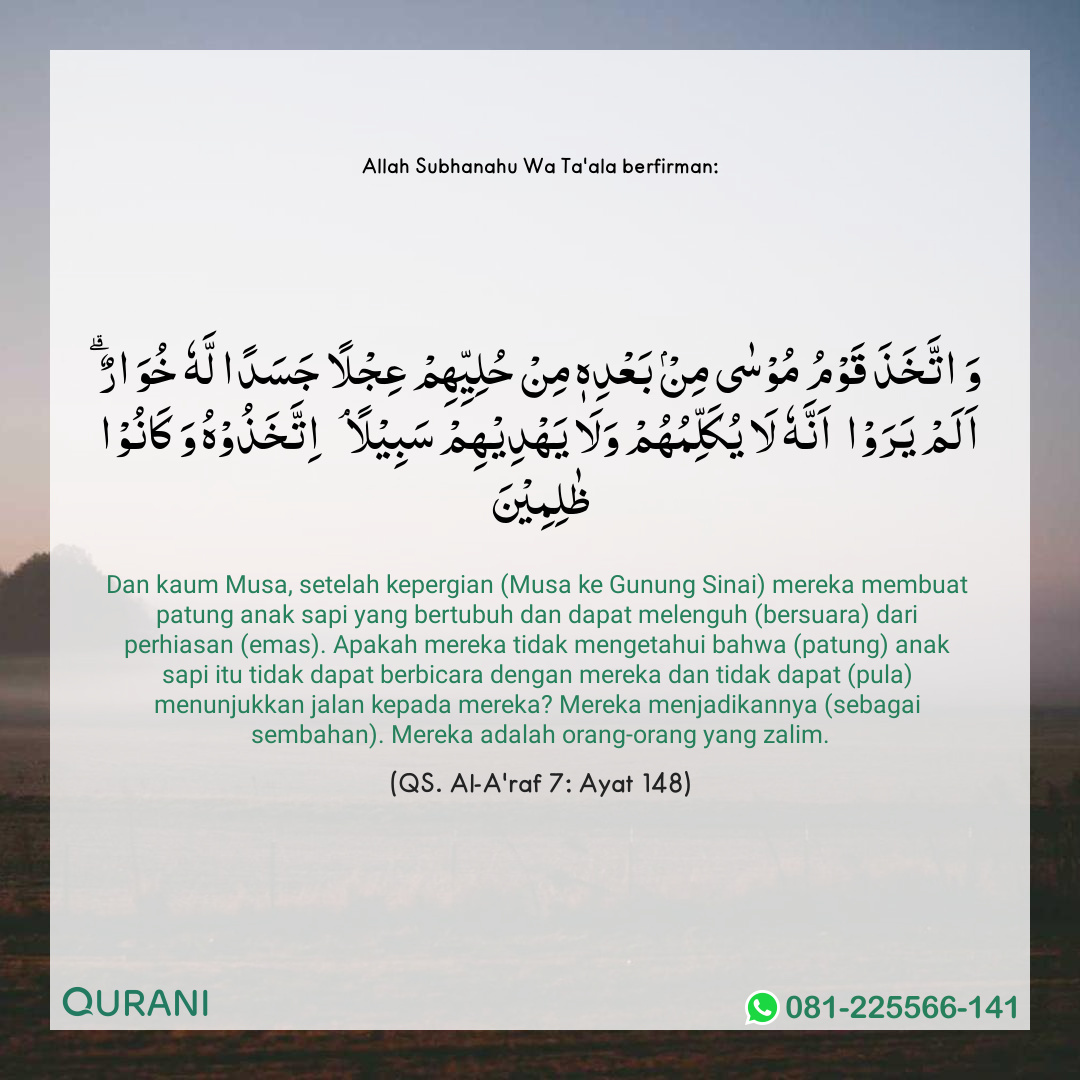 Allah Subhanahu Wa Ta'ala berfirman:
وَ اتَّخَذَ قَوْمُ مُوْسٰى مِنْۢ بَعْدِهٖ مِنْ حُلِيِّهِمْ عِجْلًا جَسَدًا لَّهٗ خُوَا رٌ ۗ
اَلَمْ يَرَوْا اَنَّهٗ لَا يُكَلِّمُهُمْ وَلَا يَهْدِيْهِمْ سَبِيْلًا ۘ اِتَّخَذُوْهُ وَ كَا نُوْا
ظٰلِمِيْنَ
Dan kaum Musa, setelah kepergian (Musa ke Gunung Sinai) mereka membuat
patung anak sapi yang bertubuh dan dapat melenguh (bersuara) dari
perhiasan (emas). Apakah mereka tidak mengetahui bahwa (patung) anak
sapi itu tidak dapat berbicara dengan mereka dan tidak dapat (pula)
menunjukkan jalan kepada mereka? Mereka menjadikannya (sebagai
sembahan). Mereka adalah orang-orang yang zalim.
(QS. Al-A'raf 7: Ayat 148)
QURANI
081-225566-141